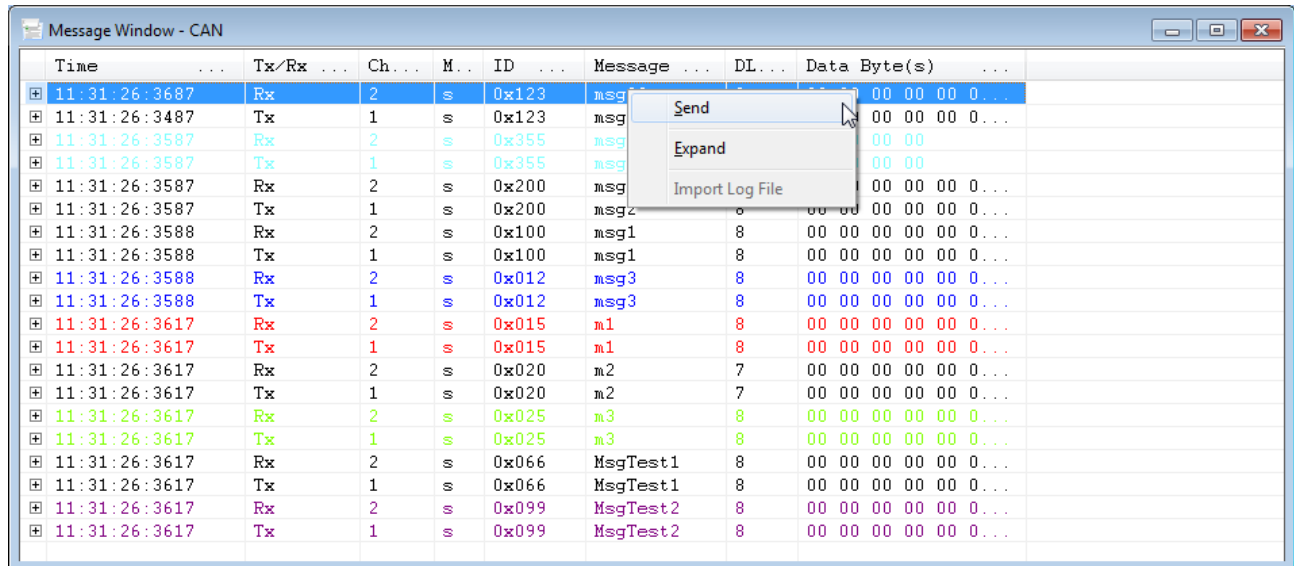 Message Window - CAN
Time ... Tx/Rx ... Ch... M.. ID ... Message ... DL... Data Byte(s) ...
11:31:26:3687 Rx 2 s 0x123 00 00 00 0...
Send
11:31:26:3487 Tx 1 s 0x123 msg 00 00 00 0...
11:31:26:3587 Rx 2 s 0x355 msg 00 00
Expand
11:31:26:3587 Tx 1 s 0x355 msg 00 00
11:31:26:3587 Rx 2 s 0x200 msg 00 00 00 0...
Import Log File
11:31:26:3587 Tx 1 s 0x200 msg2 8 00 00 00 00 00 0...
11:31:26:3588 Rx 2 s 0x100 msg1 8 00 00 00 00 00 0...
11:31:26:3588 Tx 1 s 0x100 msg1 8 00 00 00 00 00 0...
11:31:26:3588 Rx 2 s 0x012 msg3 8 00 00 00 00 00 0...
11:31:26:3588 Tx 1 s 0x012 msg3 8 00 00 00 00 00 0...
11:31:26:3617 Rx 2 s 0x015 m1 8 00 00 00 00 00 0...
11:31:26:3617 Tx 1 s 0x015 m1 8 00 00 00 00 00 0...
11:31:26:3617 Rx 2 s 0x020 m2 7 00 00 00 00 00 0...
11:31:26:3617 Tx 1 s 0x020 m2 7 00 00 00 00 00 0...
11:31:26:3617 Rx 2 s 0x025 m3 8 00 00 00 00 00 0...
11:31:26:3617 Tx 1 s 0x025 m3 8 00 00 00 00 00 0...
11:31:26:3617 Rx 2 s 0x066 MsgTest1 8 00 00 00 00 00 0...
11:31:26:3617 Tx 1 s 0x066 MsgTest1 8 00 00 00 00 00 0...
11:31:26:3617 Rx 2 s 0x099 MsgTest2 8 00 00 00 00 00 0...
11:31:26:3617 Tx 1 s 0x099 MsgTest2 8 00 00 00 00 00 0...